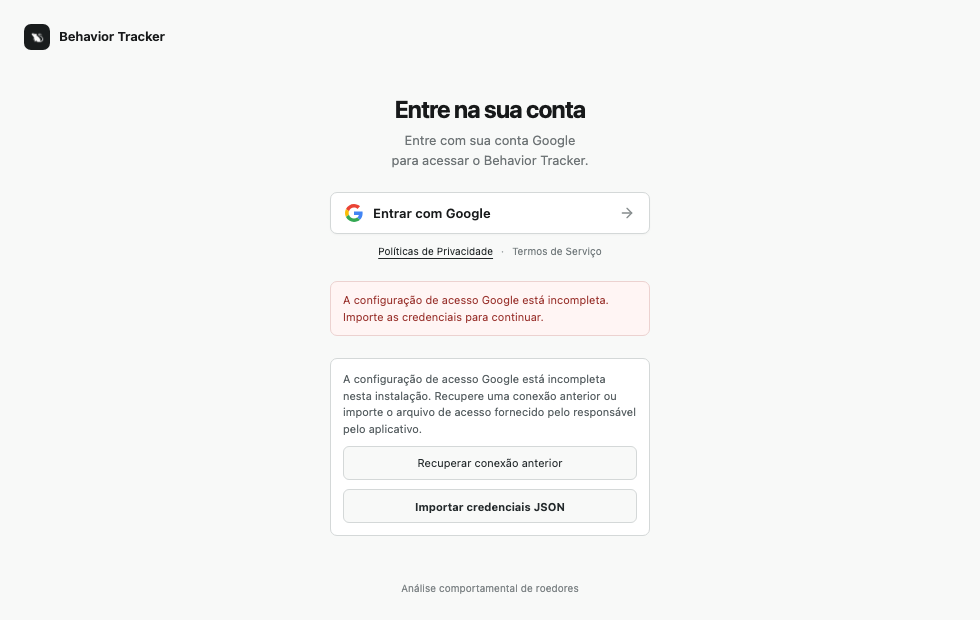 Behavior Tracker
Entre na sua conta
Entre com sua conta Google
para acessar o Behavior Tracker.
Entrar com Google
Políticas de Privacidade · Termos de Serviço
A configuração de acesso Google está incompleta.
Importe as credenciais para continuar.
A configuração de acesso Google está incompleta
nesta instalação. Recupere uma conexão anterior ou
importe o arquivo de acesso fornecido pelo responsável
pelo aplicativo.
Recuperar conexão anterior
Importar credenciais JSON
Análise comportamental de roedores